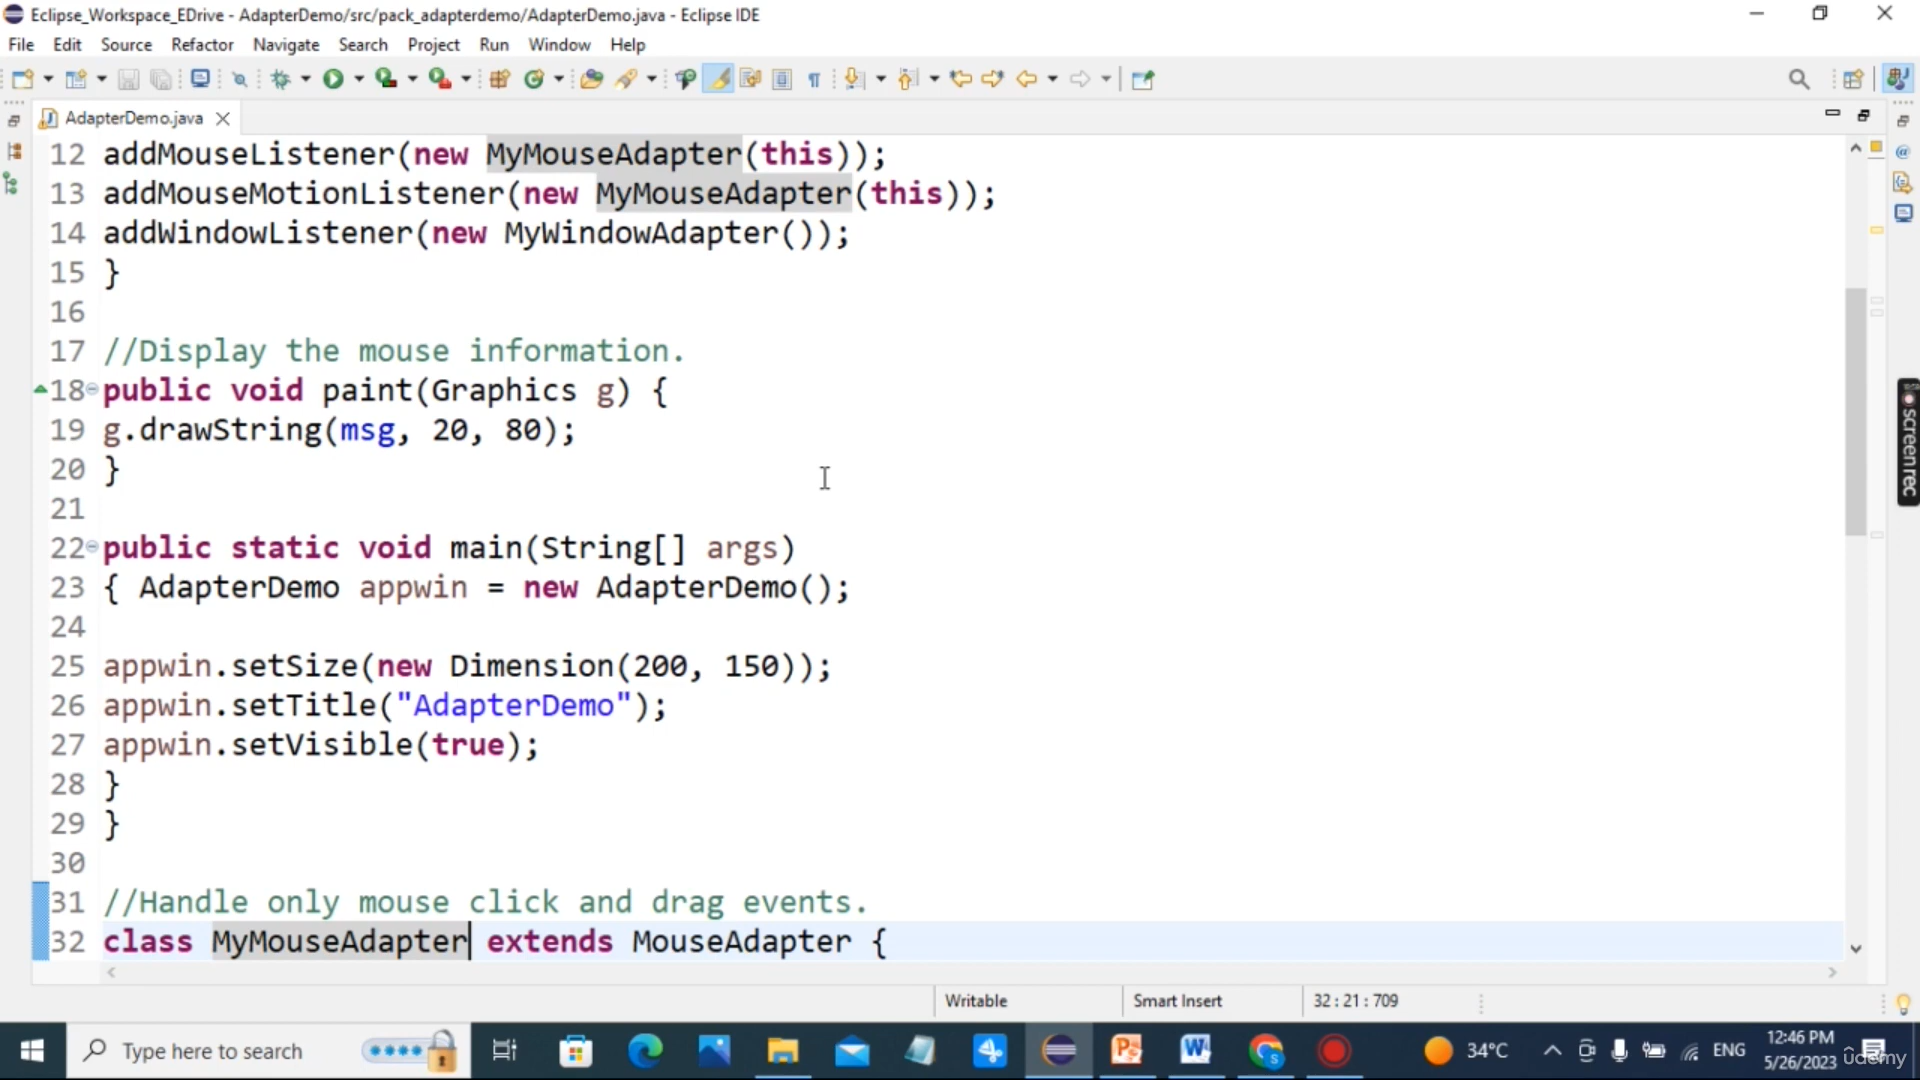 Eclipse_Workspace_EDrive - AdapterDemo/src/pack_adapterdemo/AdapterDemo.java - Eclipse IDE
File Edit Source Refactor Navigate Search Project Run Window Help
AdapterDemo.java
12 addMouseListener(new MyMouseAdapter(this));
13 addMouseMotionListener(new MyMouseAdapter(this));
14 addWindowListener(new MyWindowAdapter());
15 }
16
17 //Display the mouse information.
18 public void paint(Graphics g) {
19 g.drawString(msg, 20, 80);
20 }
21
22 public static void main(String[] args)
23 { AdapterDemo appwin = new AdapterDemo();
24
25 appwin.setSize(new Dimension(200, 150));
26 appwin.setTitle("AdapterDemo");
27 appwin.setVisible(true);
28 }
29 }
30
31 //Handle only mouse click and drag events.
32 class MyMouseAdapter extends MouseAdapter {
screenrec
Writable Smart Insert 32 : 21 : 709
Type here to search
34°C ENG 12:46 PM
5/26/2023
udemy